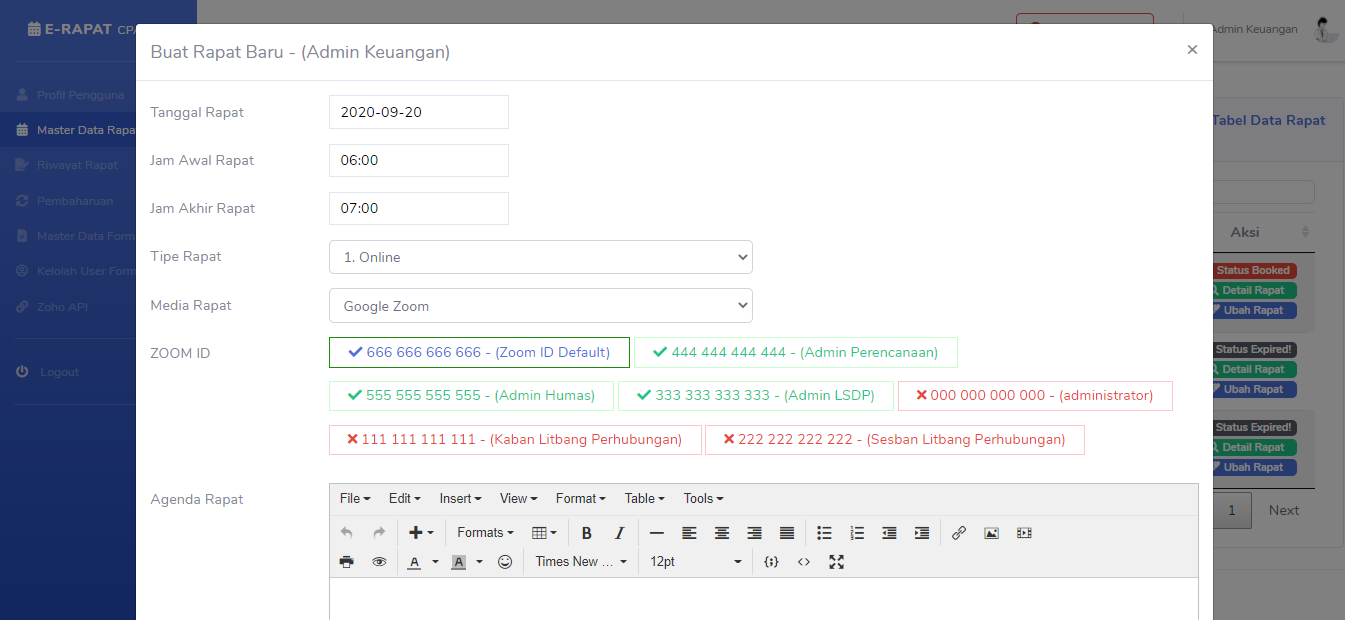 E-RAPAT
Profil Pengguna
Master Data Rapa
Riwayat Rapat
Pembaharuan
Master Data Form
Kelolah User Form
Zoho API
Logout
Buat Rapat Baru - (Admin Keuangan)
×
Tanggal Rapat
2020-09-20
Jam Awal Rapat
06:00
Jam Akhir Rapat
07:00
Tipe Rapat
1. Online
Media Rapat
Google Zoom
ZOOM ID
666 666 666 666 - (Zoom ID Default)
444 444 444 444 - (Admin Perencanaan)
555 555 555 555 - (Admin Humas)
333 333 333 333 - (Admin LSDP)
000 000 000 000 - (administrator)
111 111 111 111 - (Kaban Litbang Perhubungan)
222 222 222 222 - (Sesban Litbang Perhubungan)
Agenda Rapat
File Edit Insert View Format Table Tools
Formats B I
A A Times New ... 12pt
Admin Keuangan
Tabel Data Rapat
Aksi
Status Booked
Detail Rapat
Ubah Rapat
Status Expired!
Detail Rapat
Ubah Rapat
Status Expired!
Detail Rapat
Ubah Rapat
1 Next